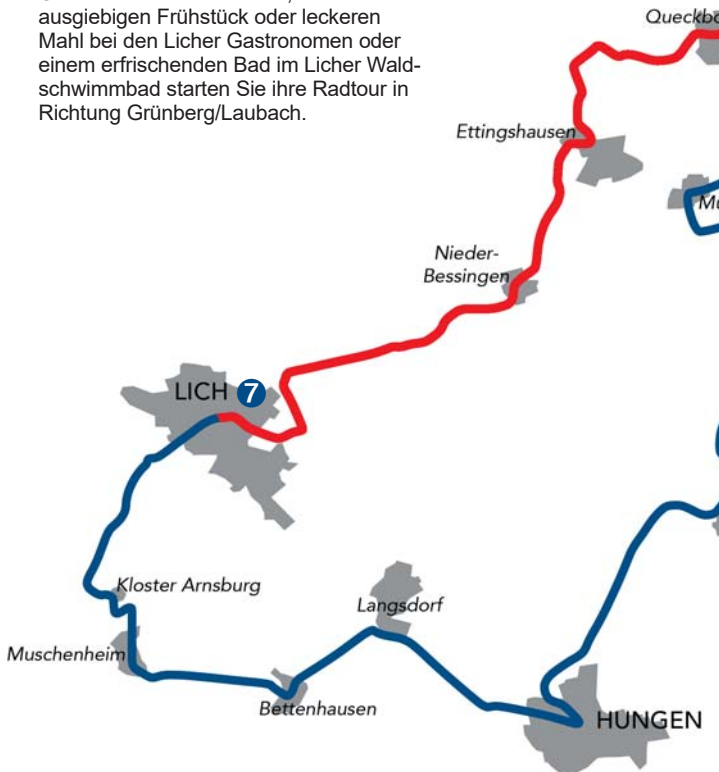 ausgiebigen Frühstück oder leckeren
Mahl bei den Licher Gastronomen oder
einem erfrischenden Bad im Licher Wald-
schwimmbad starten Sie ihre Radtour in
Richtung Grünberg/Laubach.
Ettingshausen
Nieder-
Bessingen
LICH 7
Kloster Arnsburg
Langsdorf
Muschenheim
Bettenhausen
HUNGEN